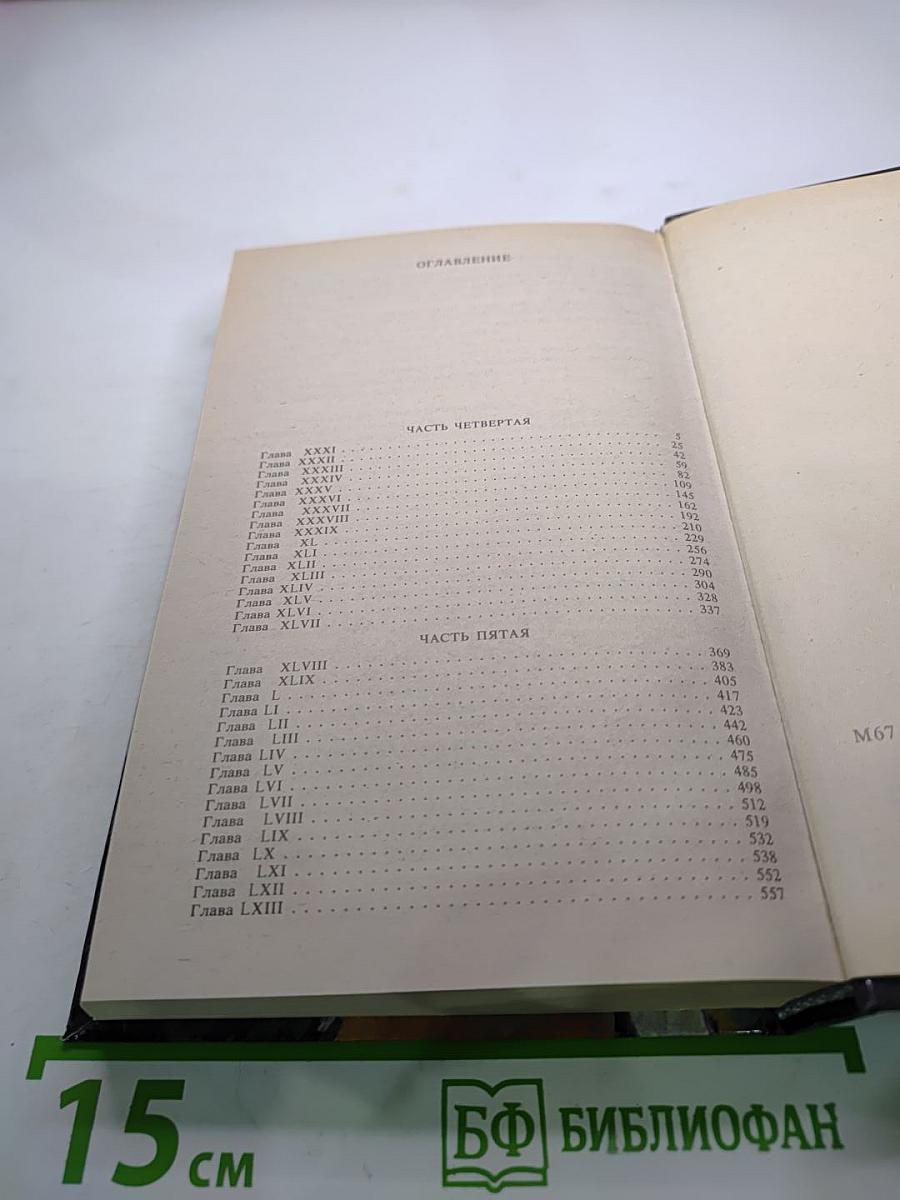 ОГЛАВЛЕНИЕ
ЧАСТЬ ЧЕТВЕРТАЯ
Глава XXXI . . . . . 5
Глава XXXII . . . . . 25
Глава XXXIII . . . . . 42
Глава XXXIV . . . . . 59
Глава XXXV . . . . . 82
Глава XXXVI . . . . . 109
Глава XXXVII . . . . . 145
Глава XXXVIII . . . . . 162
Глава XXXIX . . . . . 192
Глава XL . . . . . 210
Глава XLI . . . . . 229
Глава XLII . . . . . 256
Глава XLIII . . . . . 274
Глава XLIV . . . . . 290
Глава XLV . . . . . 304
Глава XLVI . . . . . 328
Глава XLVII . . . . . 337
ЧАСТЬ ПЯТАЯ
Глава XLVIII . . . . . 369
Глава XLIX . . . . . 383
Глава L . . . . . 405
Глава LI . . . . . 417
Глава LII . . . . . 423
Глава LIII . . . . . 442
Глава LIV . . . . . 460
Глава LV . . . . . 475
Глава LVI . . . . . 485
Глава LVII . . . . . 498
Глава LVIII . . . . . 512
Глава LIX . . . . . 519
Глава LX . . . . . 532
Глава LXI . . . . . 538
Глава LXII . . . . . 552
Глава LXIII . . . . . 557
М67
15 СМ
БФ БИБЛИОФАН